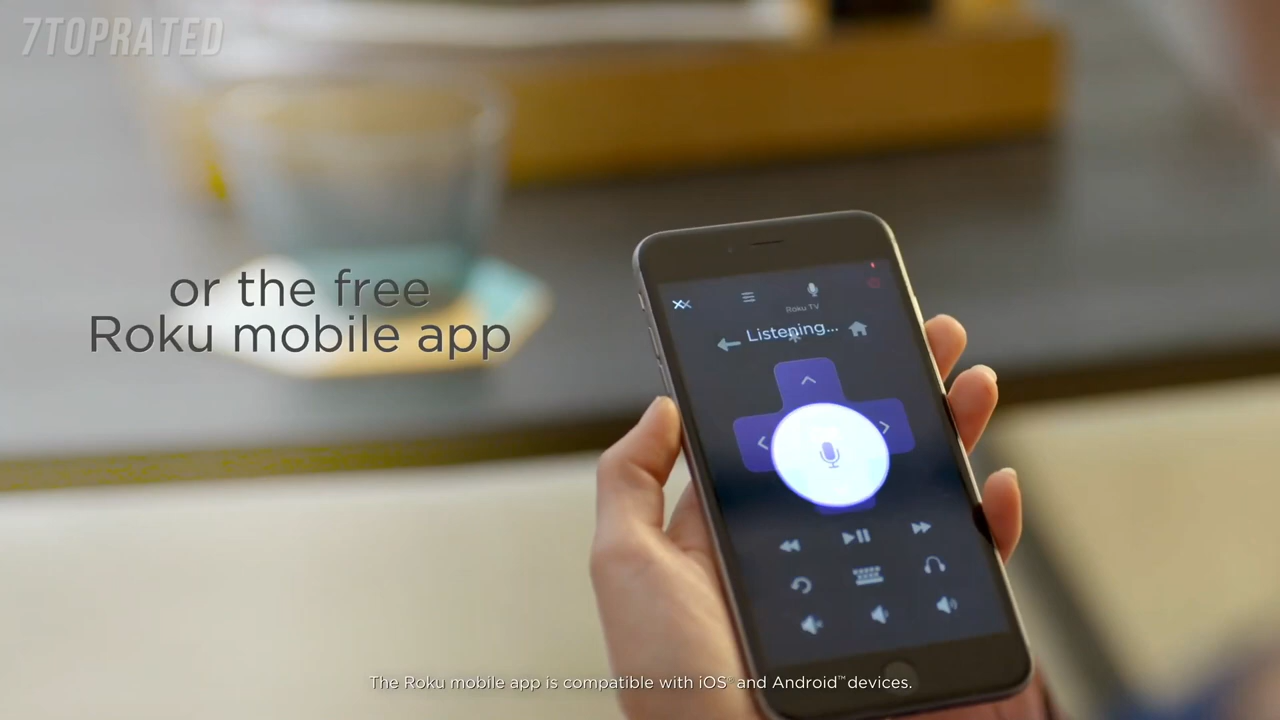 7TOPRATED
or the free
Roku mobile app
Roku TV
Listening...
The Roku mobile app is compatible with iOS® and Android™ devices.